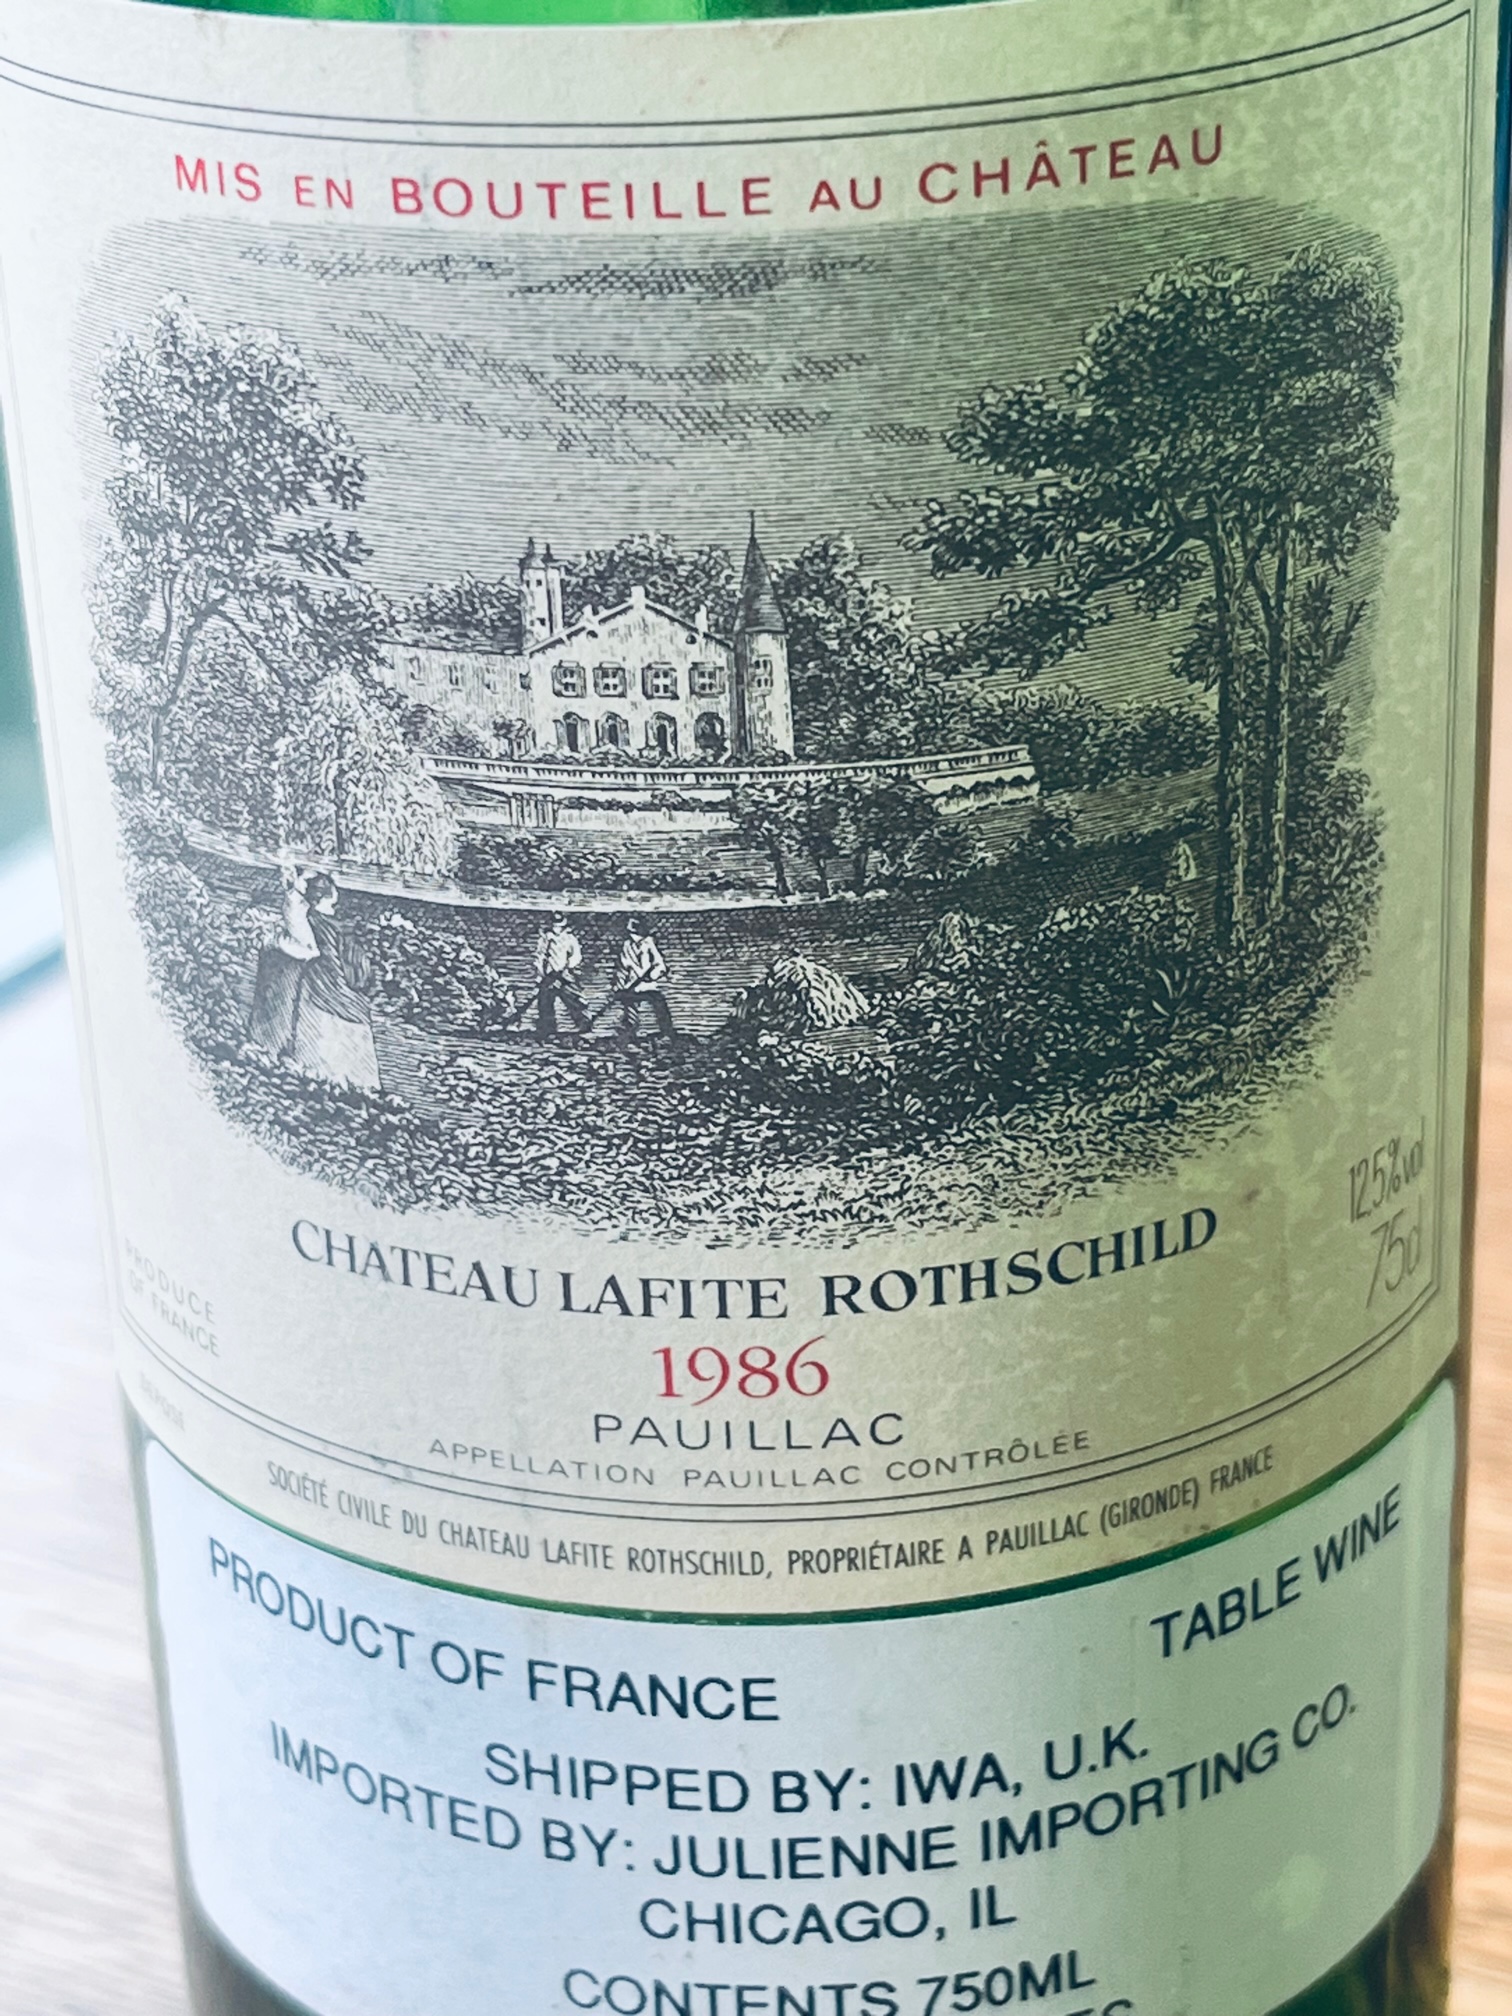 MIS EN BOUTEILLE AU CHÂTEAU
12,5% vol
75cl
CHATEAU LAFITE ROTHSCHILD
PRODUCE
OF FRANCE
1986
PAUILLAC
APPELLATION PAUILLAC CONTRÔLÉE
SOCIÉTÉ CIVILE DU CHATEAU LAFITE ROTHSCHILD, PROPRIÉTAIRE A PAUILLAC (GIRONDE) FRANCE
PRODUCT OF FRANCE TABLE WINE
SHIPPED BY: IWA, U.K.
IMPORTED BY: JULIENNE IMPORTING CO.
CHICAGO, IL
CONTENTS 750ML